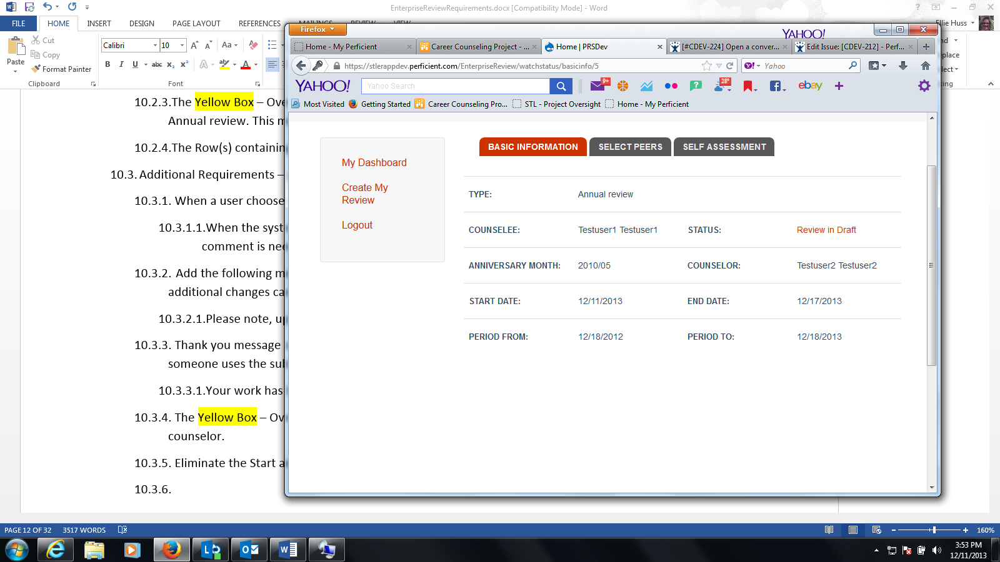 EnterpriseReviewRequirements.docx [Compatibility Mode] - Word
FILE HOME INSERT DESIGN PAGE LAYOUT REFERENCES MAILINGS REVIEW VIEW
Ellie Huss
Paste
Cut
Copy
Format Painter
Clipboard
Calibri 10
Font
10.2.3.The Yellow Box – Ove
Annual review. This m
10.2.4.The Row(s) containin
10.3. Additional Requirements –
10.3.1. When a user choose
10.3.1.1.When the syst
comment is nee
10.3.2. Add the following m
additional changes ca
10.3.2.1.Please note, up
10.3.3. Thank you message
someone uses the sub
10.3.3.1.Your work has
10.3.4. The Yellow Box – Ov
counselor.
10.3.5. Eliminate the Start a
10.3.6.
Firefox
YAHOO!
Home - My Perficient
Career Counseling Project - ...
Home | PRSDev
[#CDEV-224] Open a conver...
Edit Issue: [CDEV-212] - Perf...
https://stlerappdev.perficient.com/EnterpriseReview/watchstatus/basicinfo/5
Yahoo
YAHOO!
Yahoo Search
9+
28°
ebay
Most Visited Getting Started Career Counseling Pro... STL - Project Oversight Home - My Perficient
My Dashboard
Create My
Review
Logout
BASIC INFORMATION SELECT PEERS SELF ASSESSMENT
TYPE: Annual review
COUNSELEE: Testuser1 Testuser1 STATUS: Review in Draft
ANNIVERSARY MONTH: 2010/05 COUNSELOR: Testuser2 Testuser2
START DATE: 12/11/2013 END DATE: 12/17/2013
PERIOD FROM: 12/18/2012 PERIOD TO: 12/18/2013
PAGE 12 OF 32 3517 WORDS
160%
3:53 PM
12/11/2013